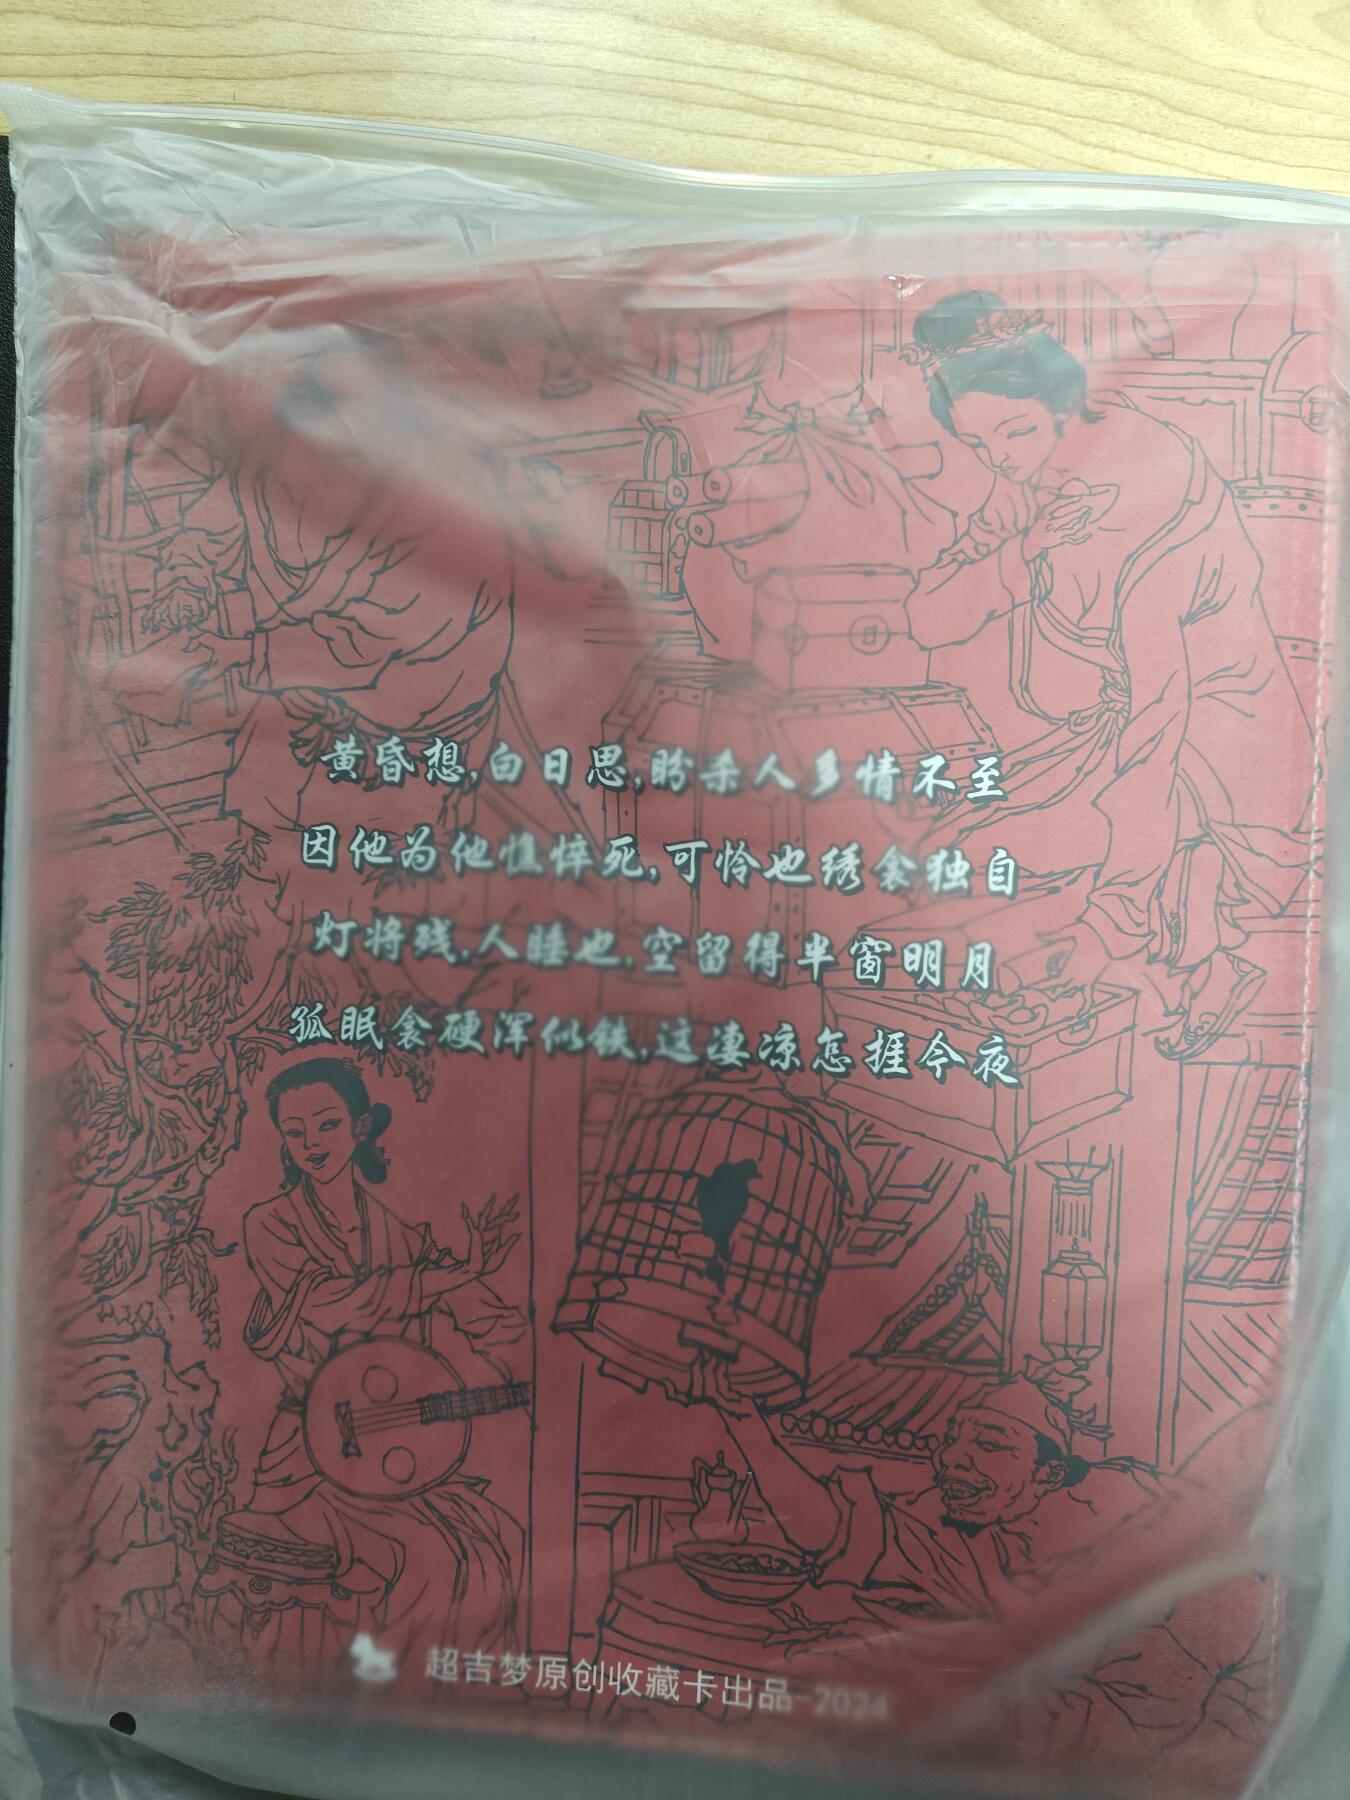 黄昏想,白日思,盼杀人多情不至
因他为他憔悴死,可怜也绣衾独自
灯将残,人睡也,空留得半窗明月
孤眠衾硬浑似铁,这凄凉怎捱今夜
超吉梦原创收藏卡出品-2024